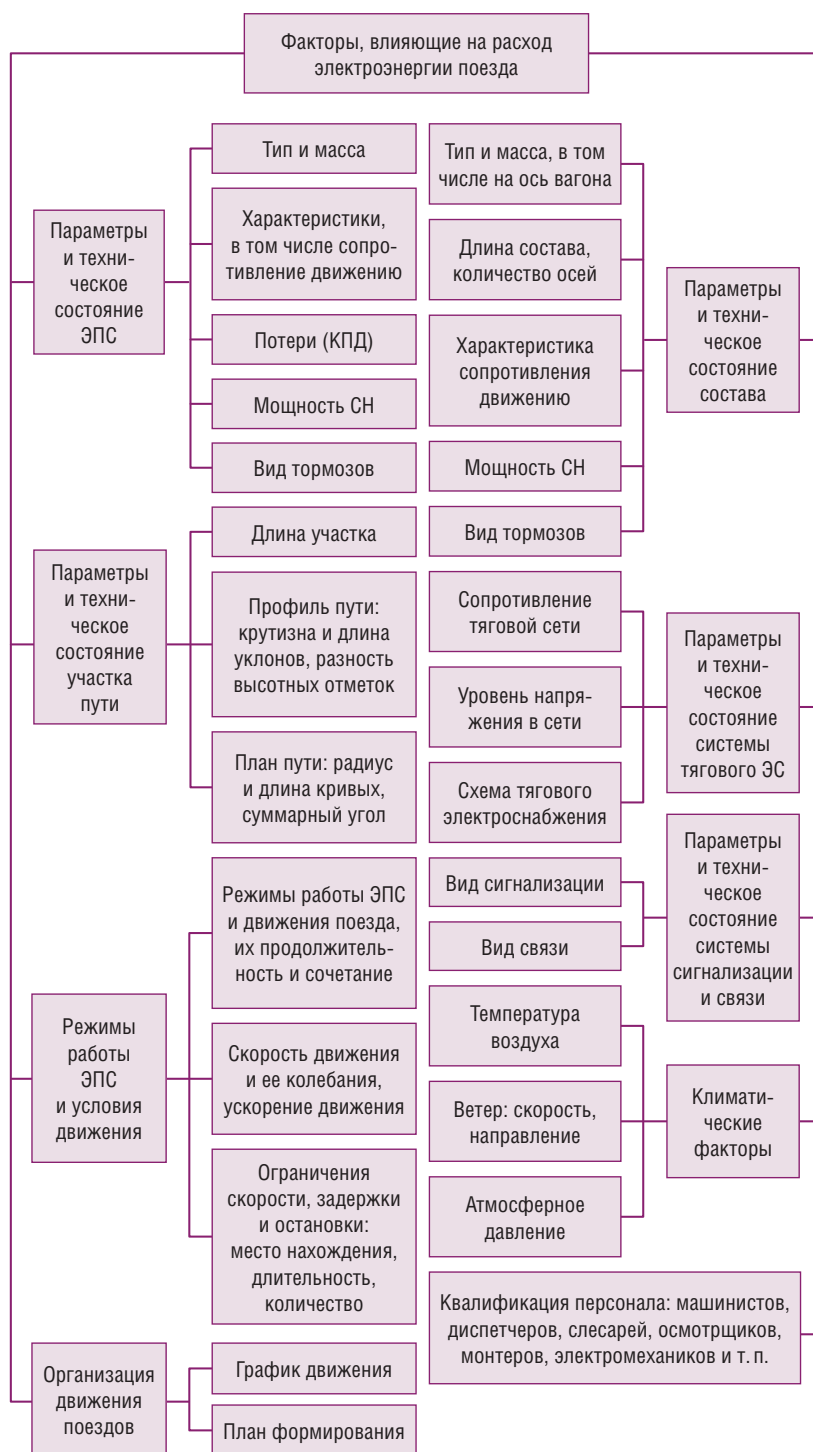 Факторы, влияющие на расход
электроэнергии поезда
Параметры
и техни-
ческое
состояние
ЭПС
Тип и масса
Характеристики,
в том числе сопро-
тивление движению
Потери (КПД)
Мощность СН
Вид тормозов
Параметры
и техни-
ческое
состояние
участка
пути
Длина участка
Профиль пути:
крутизна и длина
уклонов, разность
высотных отметок
План пути: радиус
и длина кривых,
суммарный угол
Режимы
работы
ЭПС
и условия
движения
Режимы работы ЭПС
и движения поезда,
их продолжитель-
ность и сочетание
Скорость движения
и ее колебания,
ускорение движения
Ограничения
скорости, задержки
и остановки:
место нахождения,
длительность,
количество
Организация
движения
поездов
График движения
План формирования
Тип и масса, в том
числе на ось вагона
Длина состава,
количество осей
Характеристика
сопротивления
движению
Мощность СН
Вид тормозов
Параметры
и техни-
ческое
состояние
состава
Сопротивление
тяговой сети
Уровень напря-
жения в сети
Схема тягового
электроснабжения
Параметры
и техни-
ческое
состояние
системы
тягового ЭС
Вид сигнализации
Вид связи
Параметры
и техни-
ческое
состояние
системы
сигнализации
и связи
Температура
воздуха
Ветер: скорость,
направление
Атмосферное
давление
Климати-
ческие
факторы
Квалификация персонала: машинистов,
диспетчеров, слесарей, осмотрщиков,
монтеров, электромехаников и т. п.